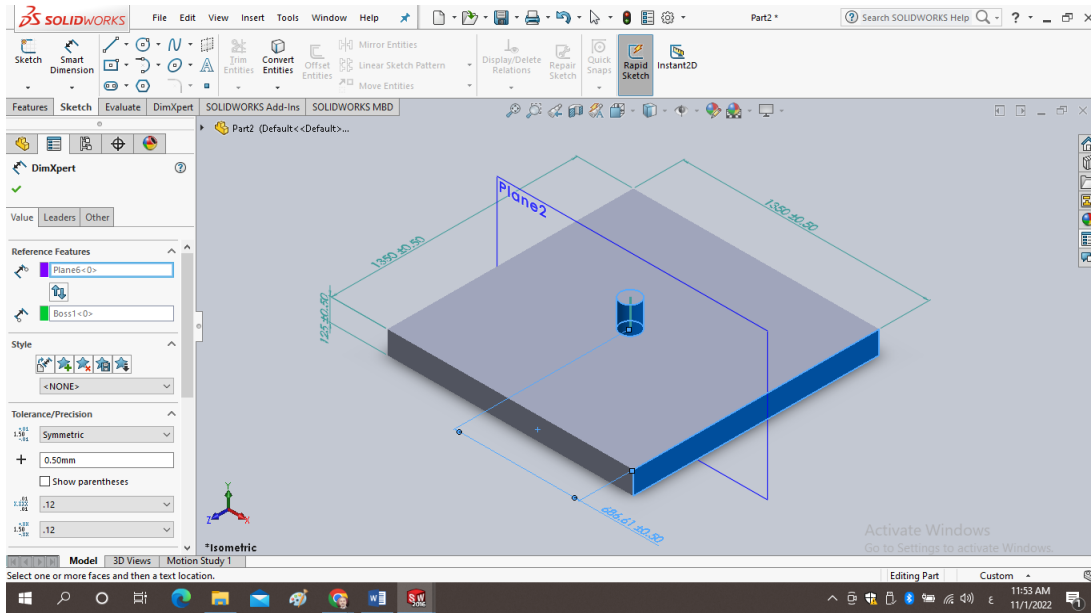 SOLIDWORKS File Edit View Insert Tools Window Help Part2 * Search SOLIDWORKS Help
Sketch Smart Dimension Trim Entities Convert Entities Offset Entities Mirror Entities Linear Sketch Pattern Move Entities Display/Delete Relations Repair Sketch Quick Snaps Rapid Sketch Instant2D
Features Sketch Evaluate DimXpert SOLIDWORKS Add-Ins SOLIDWORKS MBD
Part2 (Default<<Default>...
DimXpert
Value Leaders Other
Reference Features
Plane6<0>
Boss1<0>
Style
<NONE>
Tolerance/Precision
Symmetric
0.50mm
Show parentheses
.12
.12
Plane2
1350 ±0.50
1350 ±0.50
125 ±0.50
686.61 ±0.50
Y
Z X
*Isometric
Activate Windows
Go to Settings to activate Windows.
Model 3D Views Motion Study 1
Select one or more faces and then a text location. Editing Part Custom
SW 2016 ع 11:53 AM
11/1/2022